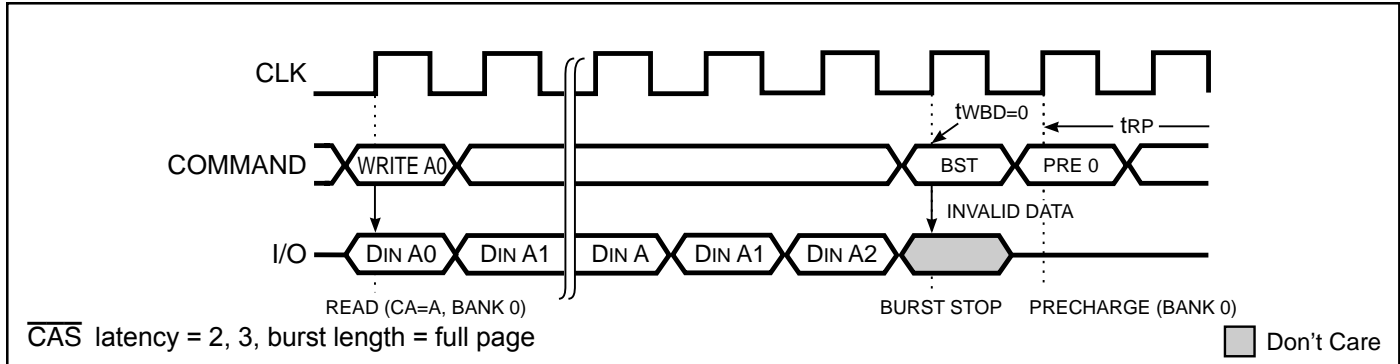 CLK
tWBD=0
tRP
COMMAND WRITE A0 BST PRE 0
INVALID DATA
I/O DIN A0 DIN A1 DIN A DIN A1 DIN A2
READ (CA=A, BANK 0) BURST STOP PRECHARGE (BANK 0)
CAS latency = 2, 3, burst length = full page
Don't Care